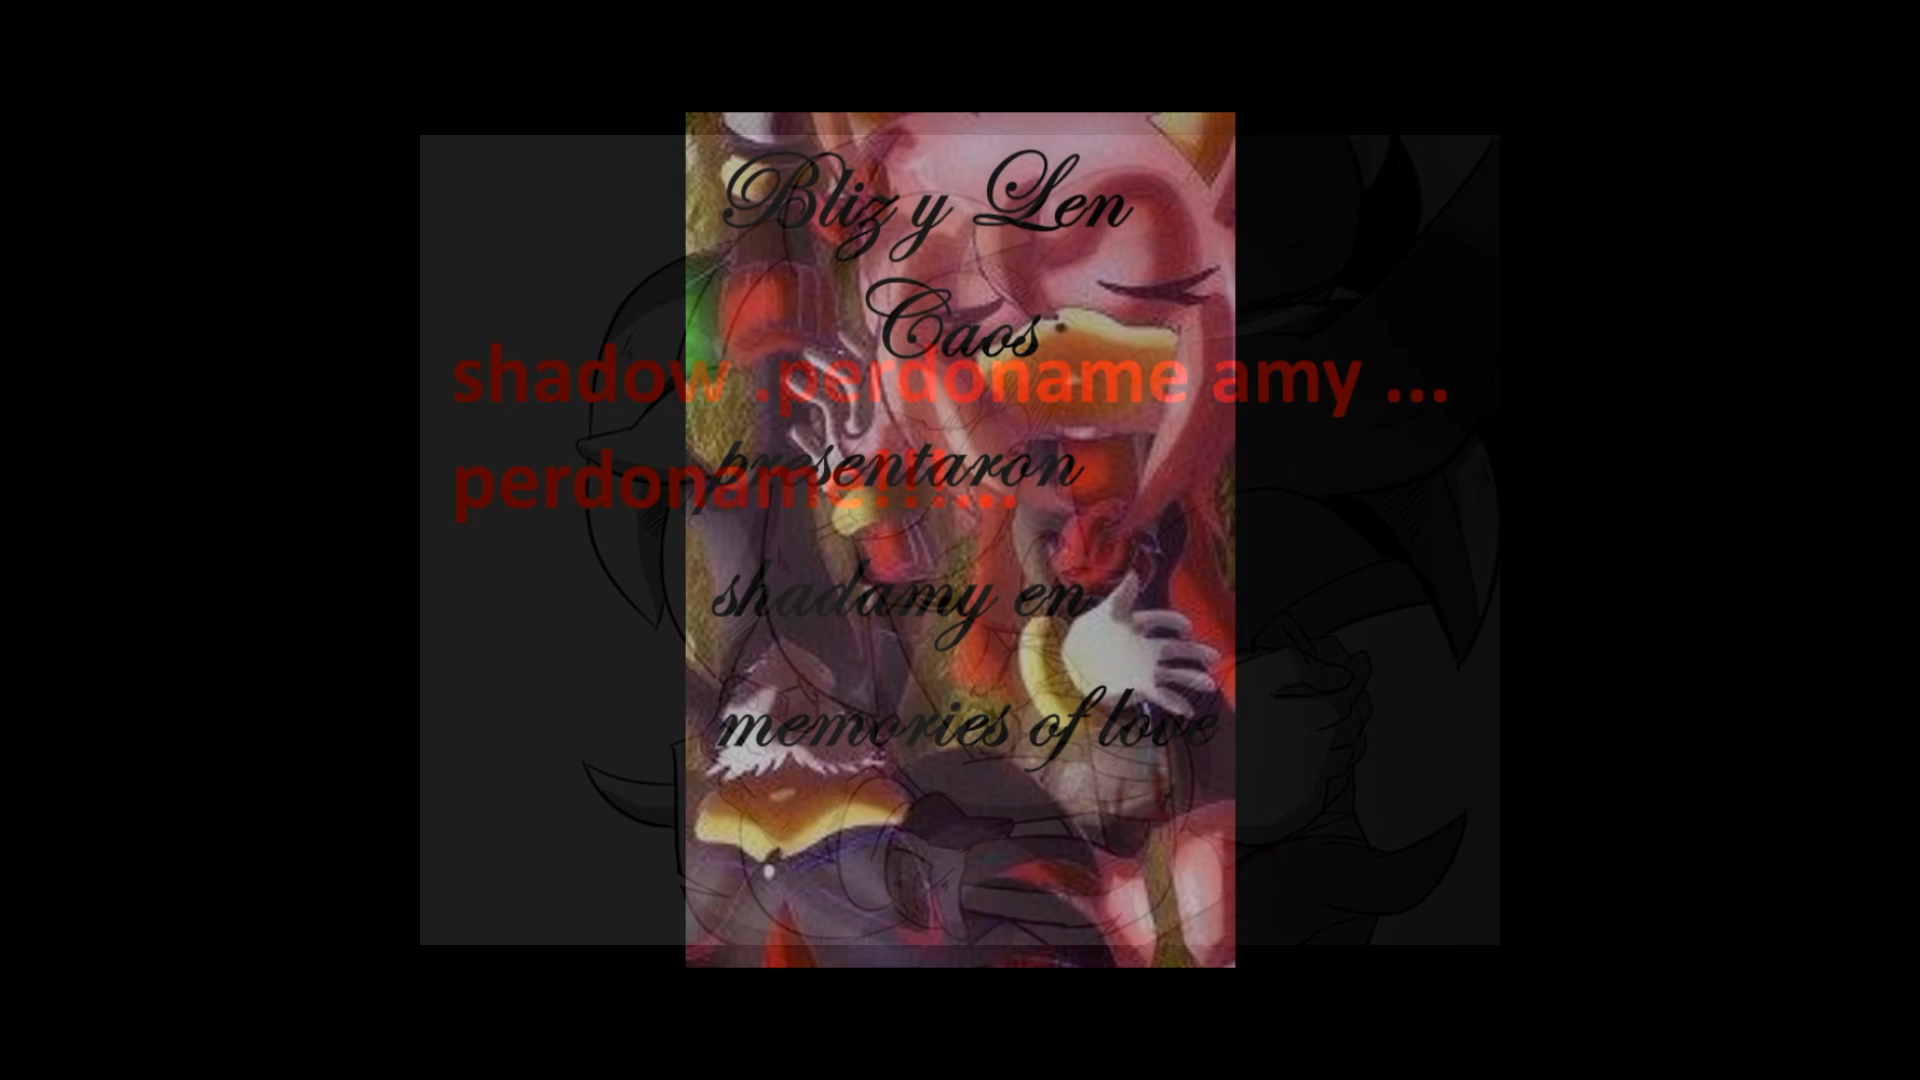 Bliz y Len
Caos
presentaron
shadamy en
memories of love
shadow .perdoname amy ...
perdoname!!!...